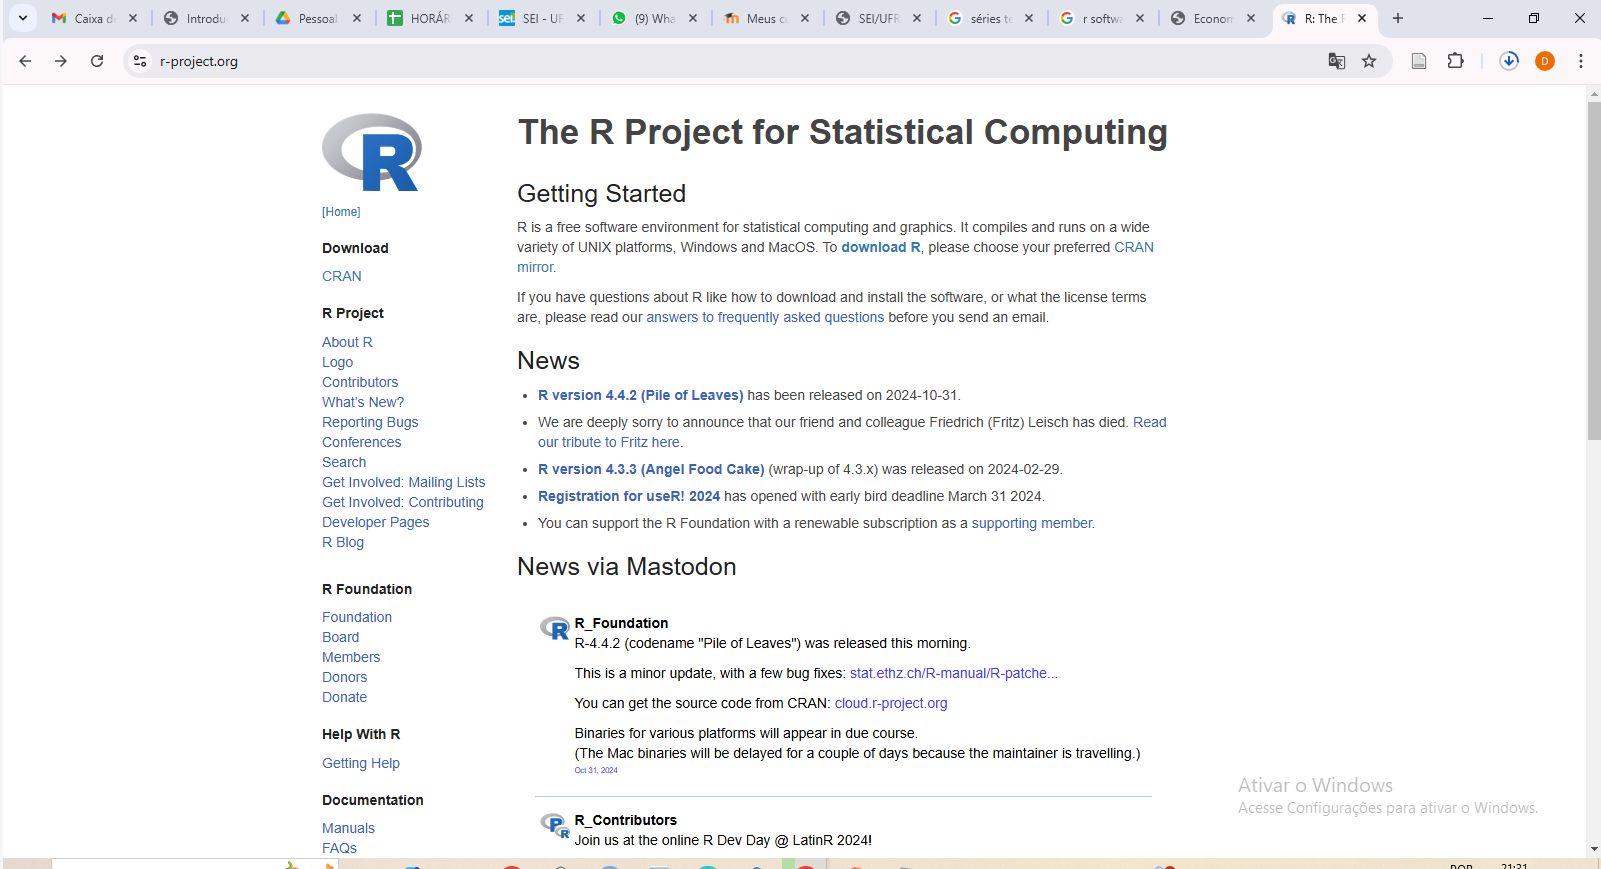 Caixa d
Introdu
Pessoal
HORÁR
SEI - UF
(9) Wha
Meus c
SEI/UFR
séries te
r softwa
Econom
R: The R
r-project.org
D
R
[Home]
Download
CRAN
R Project
About R
Logo
Contributors
What's New?
Reporting Bugs
Conferences
Search
Get Involved: Mailing Lists
Get Involved: Contributing
Developer Pages
R Blog
R Foundation
Foundation
Board
Members
Donors
Donate
Help With R
Getting Help
Documentation
Manuals
FAQs
The R Project for Statistical Computing
Getting Started
R is a free software environment for statistical computing and graphics. It compiles and runs on a wide
variety of UNIX platforms, Windows and MacOS. To download R, please choose your preferred CRAN
mirror.
If you have questions about R like how to download and install the software, or what the license terms
are, please read our answers to frequently asked questions before you send an email.
News
• R version 4.4.2 (Pile of Leaves) has been released on 2024-10-31.
• We are deeply sorry to announce that our friend and colleague Friedrich (Fritz) Leisch has died. Read
our tribute to Fritz here.
• R version 4.3.3 (Angel Food Cake) (wrap-up of 4.3.x) was released on 2024-02-29.
• Registration for useR! 2024 has opened with early bird deadline March 31 2024.
• You can support the R Foundation with a renewable subscription as a supporting member.
News via Mastodon
R_Foundation
R-4.4.2 (codename "Pile of Leaves") was released this morning.
This is a minor update, with a few bug fixes: stat.ethz.ch/R-manual/R-patche...
You can get the source code from CRAN: cloud.r-project.org
Binaries for various platforms will appear in due course.
(The Mac binaries will be delayed for a couple of days because the maintainer is travelling.)
Oct 31, 2024
R_Contributors
Join us at the online R Dev Day @ LatinR 2024!
Ativar o Windows
Acesse Configurações para ativar o Windows.
POR
21:31